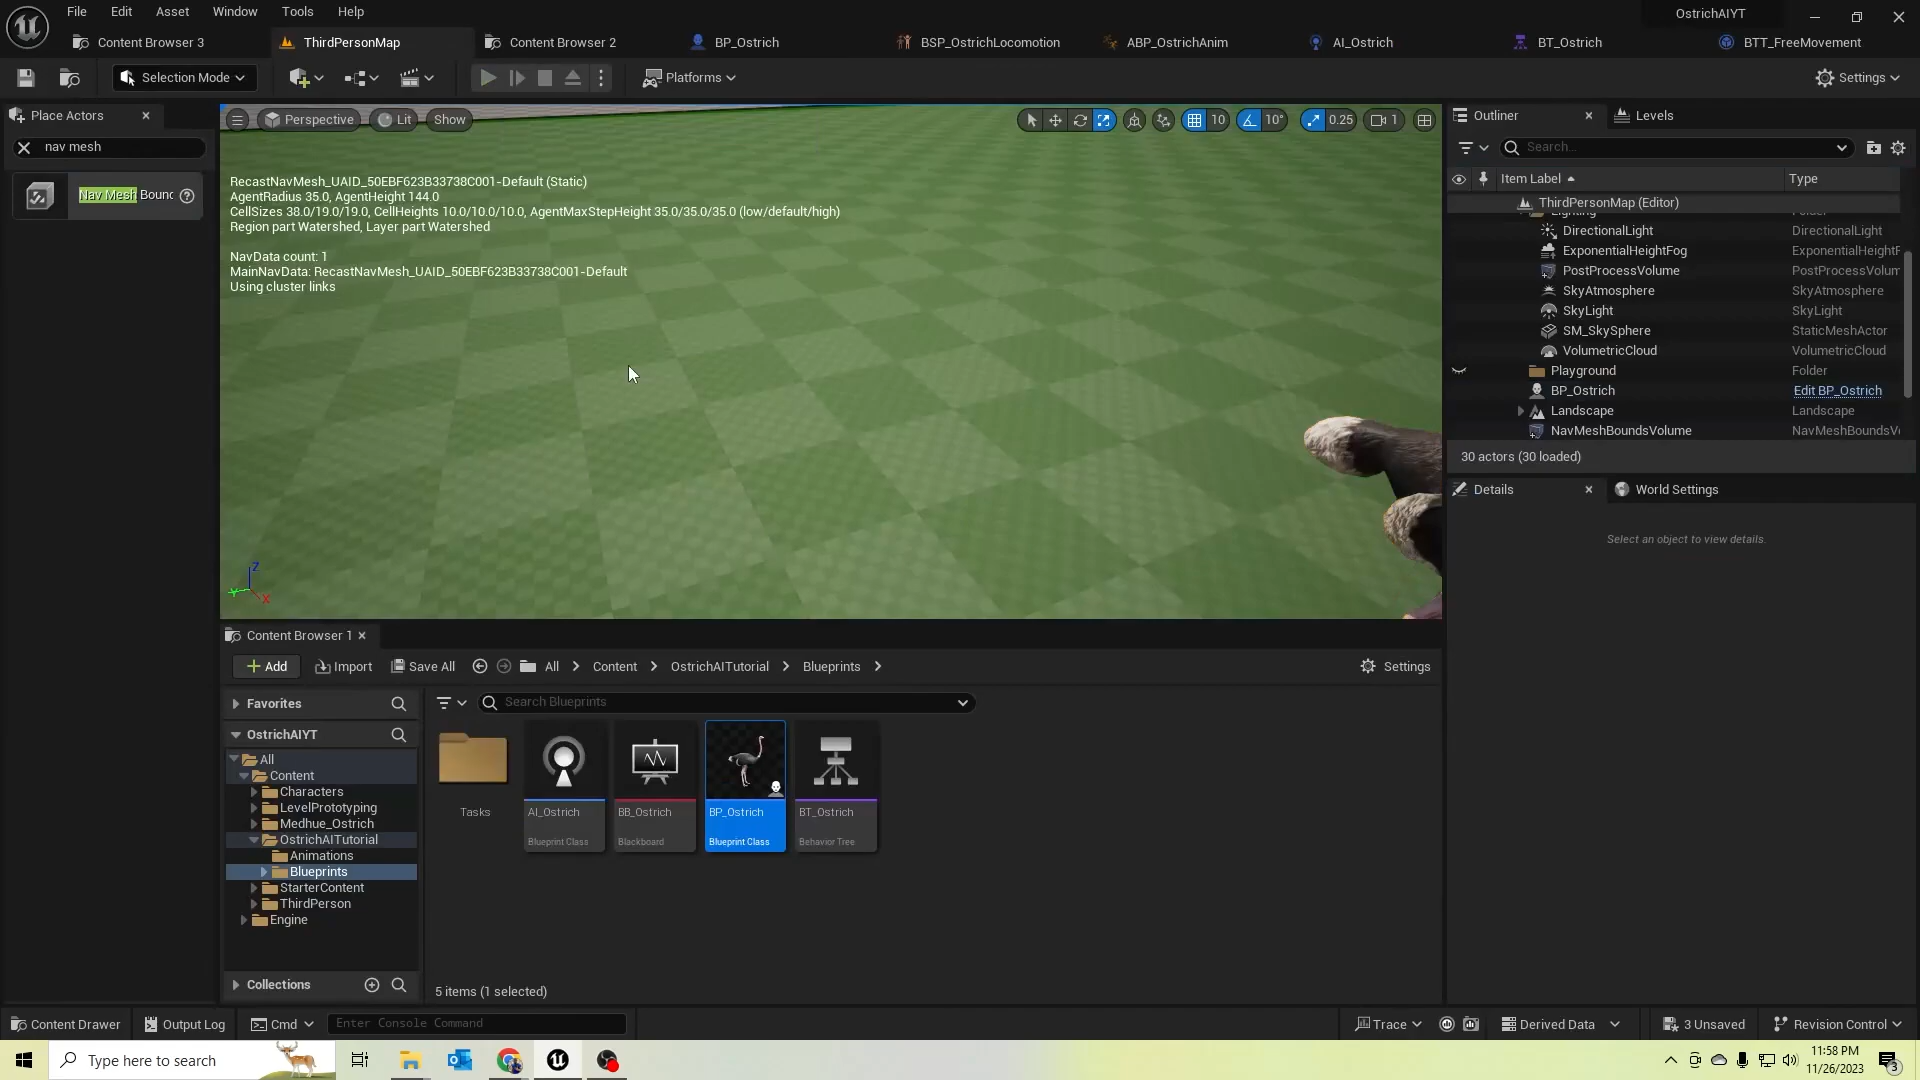 File Edit Asset Window Tools Help OstrichAIYT
Content Browser 3 ThirdPersonMap Content Browser 2 BP_Ostrich BSP_OstrichLocomotion ABP_OstrichAnim AI_Ostrich BT_Ostrich BTT_FreeMovement
Selection Mode Platforms Settings
Place Actors
nav mesh
Nav Mesh Bounc
Perspective Lit Show 10 10° 0.25 1
RecastNavMesh_UAID_50EBF623B33738C001-Default (Static)
AgentRadius 35.0, AgentHeight 144.0
CellSizes 38.0/19.0/19.0, CellHeights 10.0/10.0/10.0, AgentMaxStepHeight 35.0/35.0/35.0 (low/default/high)
Region part Watershed, Layer part Watershed
NavData count: 1
MainNavData: RecastNavMesh_UAID_50EBF623B33738C001-Default
Using cluster links
Z
Y
X
Outliner Levels
Search...
Item Label Type
ThirdPersonMap (Editor)
Lighting Folder
DirectionalLight DirectionalLight
ExponentialHeightFog ExponentialHeightF
PostProcessVolume PostProcessVolum
SkyAtmosphere SkyAtmosphere
SkyLight SkyLight
SM_SkySphere StaticMeshActor
VolumetricCloud VolumetricCloud
Playground Folder
BP_Ostrich Edit BP_Ostrich
Landscape Landscape
NavMeshBoundsVolume NavMeshBoundsV
30 actors (30 loaded)
Details World Settings
Select an object to view details.
Content Browser 1
Add Import Save All All Content OstrichAITutorial Blueprints Settings
Favorites
OstrichAIYT
All
Content
Characters
LevelPrototyping
Medhue_Ostrich
OstrichAITutorial
Animations
Blueprints
StarterContent
ThirdPerson
Engine
Collections
Search Blueprints
Tasks
AI_Ostrich
Blueprint Class
BB_Ostrich
Blackboard
BP_Ostrich
Blueprint Class
BT_Ostrich
Behavior Tree
5 items (1 selected)
Content Drawer Output Log Cmd Enter Console Command Trace Derived Data 3 Unsaved Revision Control
Type here to search
11:58 PM
11/26/2023
3